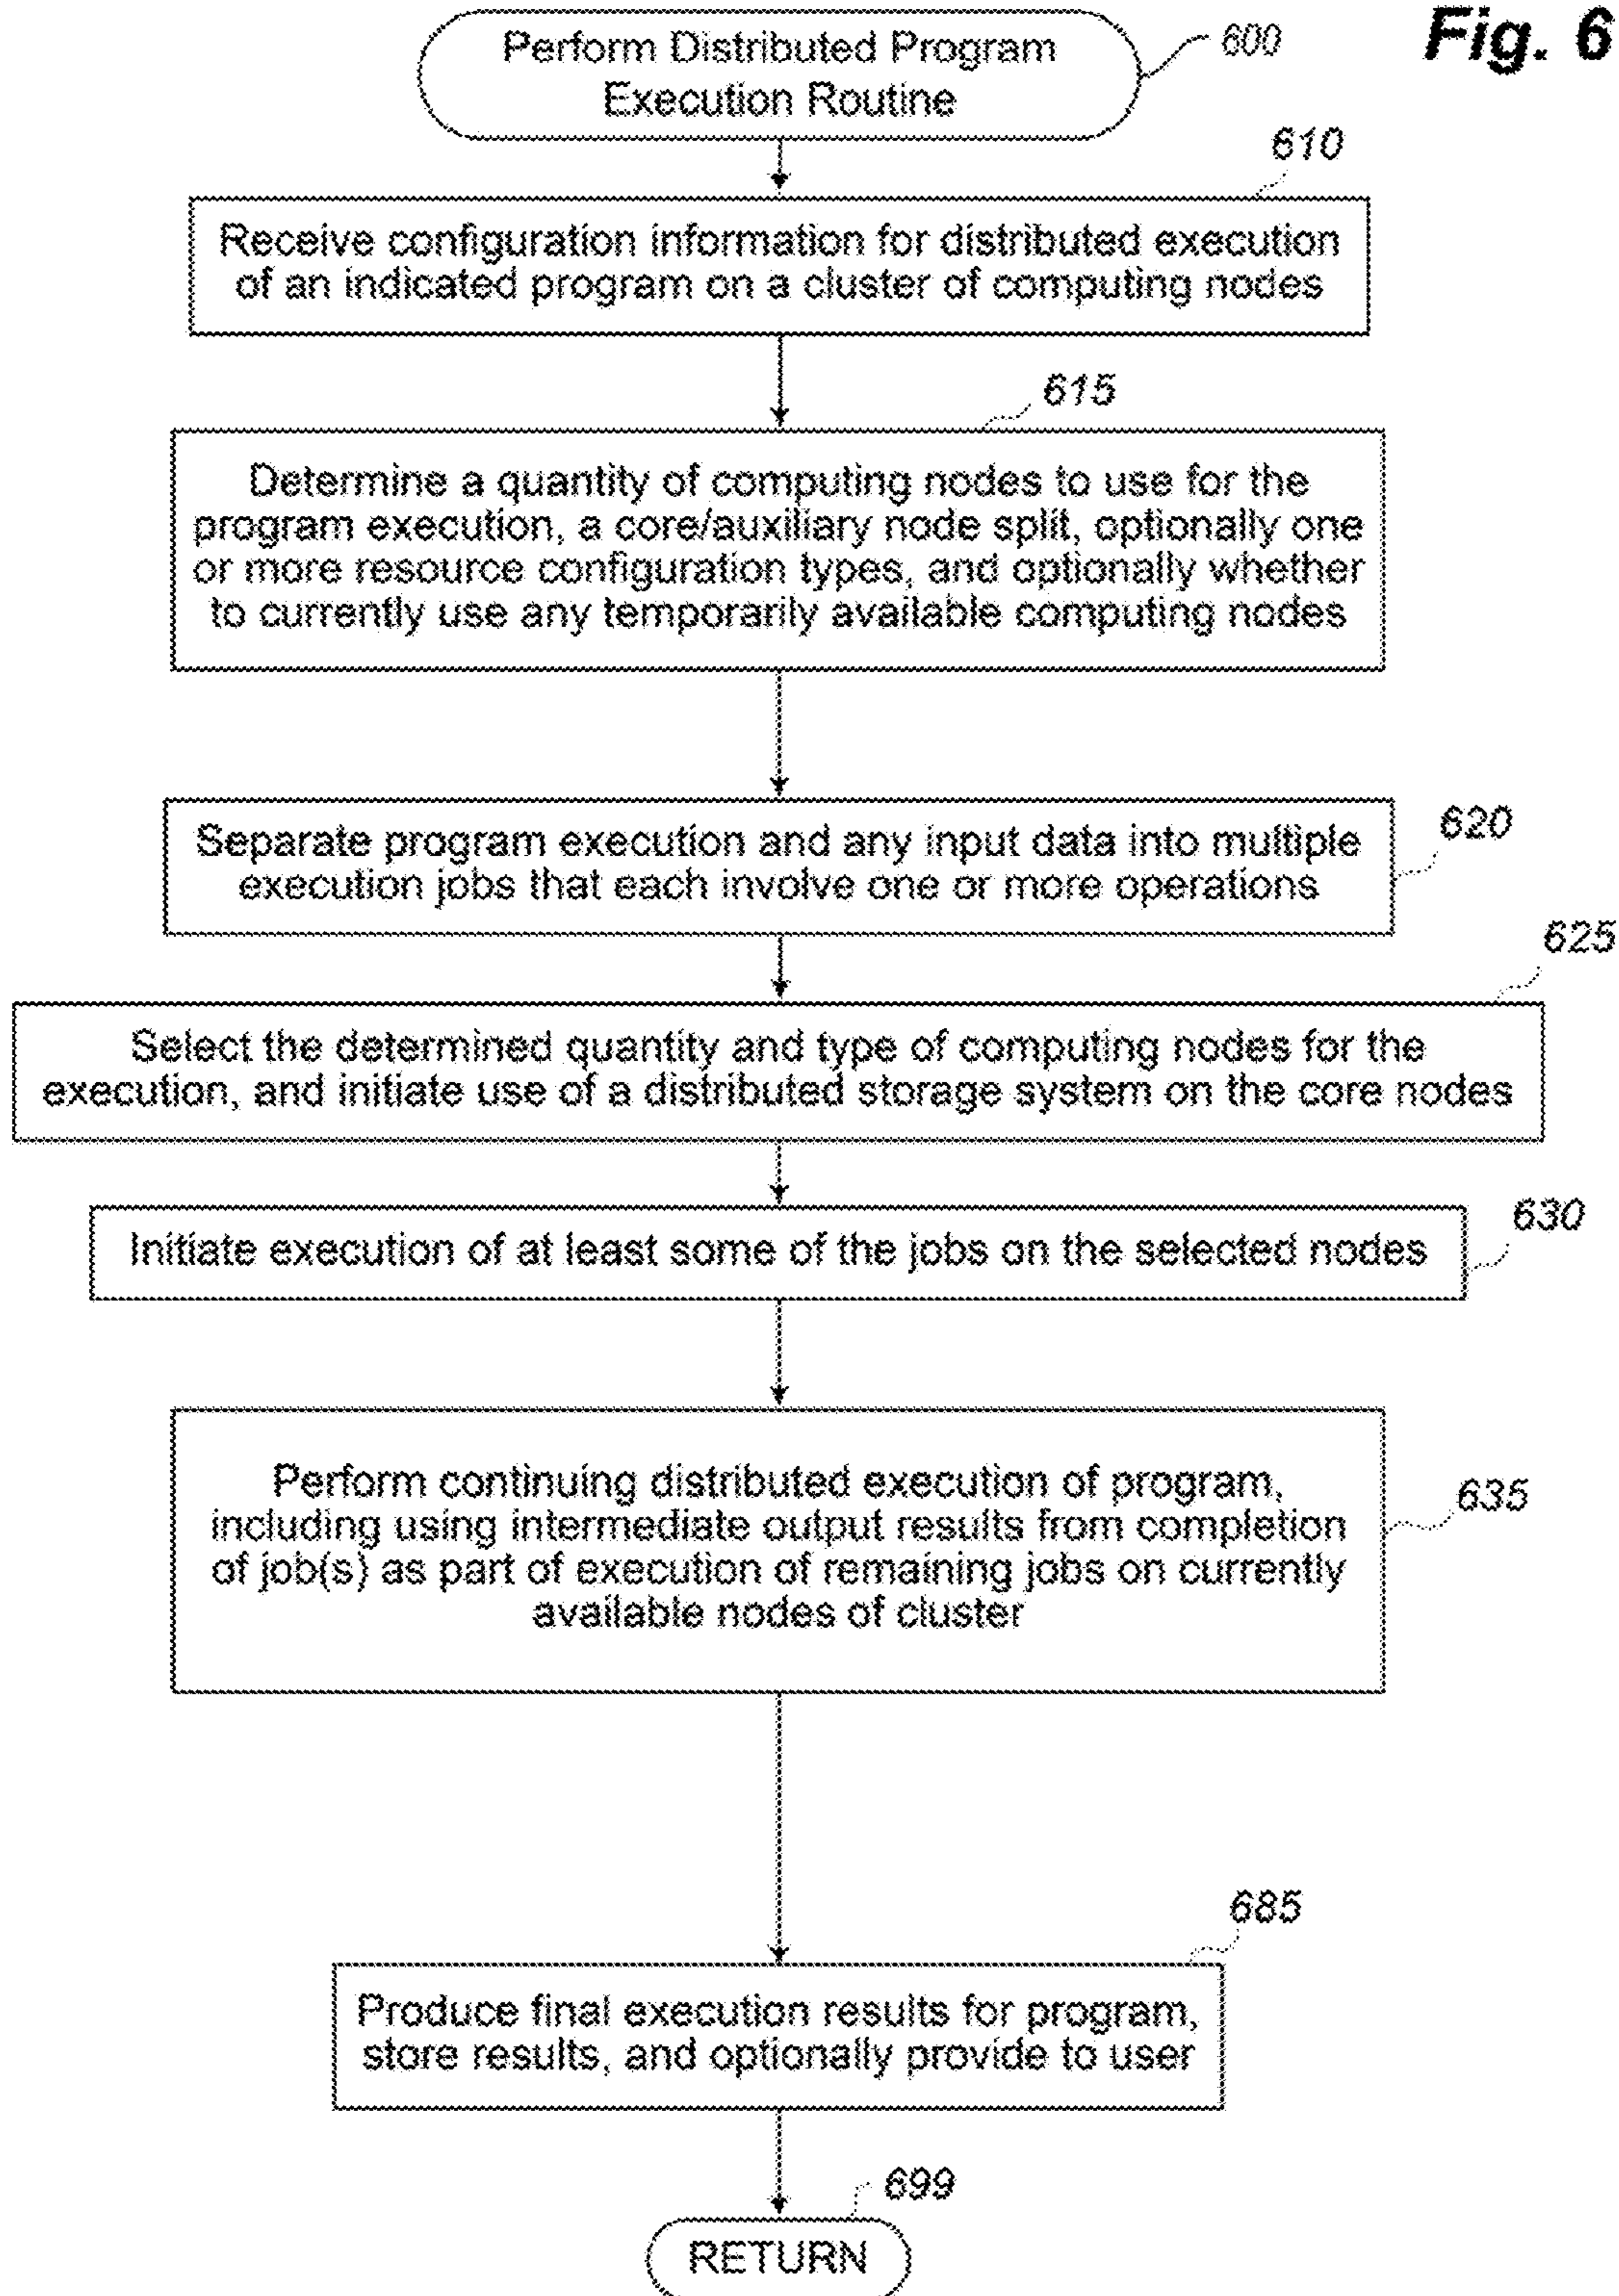 Fig. 6
Perform Distributed Program
Execution Routine
600
610
Receive configuration information for distributed execution
of an indicated program on a cluster of computing nodes
615
Determine a quantity of computing nodes to use for the
program execution, a core/auxiliary node split, optionally one
or more resource configuration types, and optionally whether
to currently use any temporarily available computing nodes
620
Separate program execution and any input data into multiple
execution jobs that each involve one or more operations
625
Select the determined quantity and type of computing nodes for the
execution, and initiate use of a distributed storage system on the core nodes
630
Initiate execution of at least some of the jobs on the selected nodes
635
Perform continuing distributed execution of program,
including using intermediate output results from completion
of job(s) as part of execution of remaining jobs on currently
available nodes of cluster
685
Produce final execution results for program,
store results, and optionally provide to user
699
RETURN